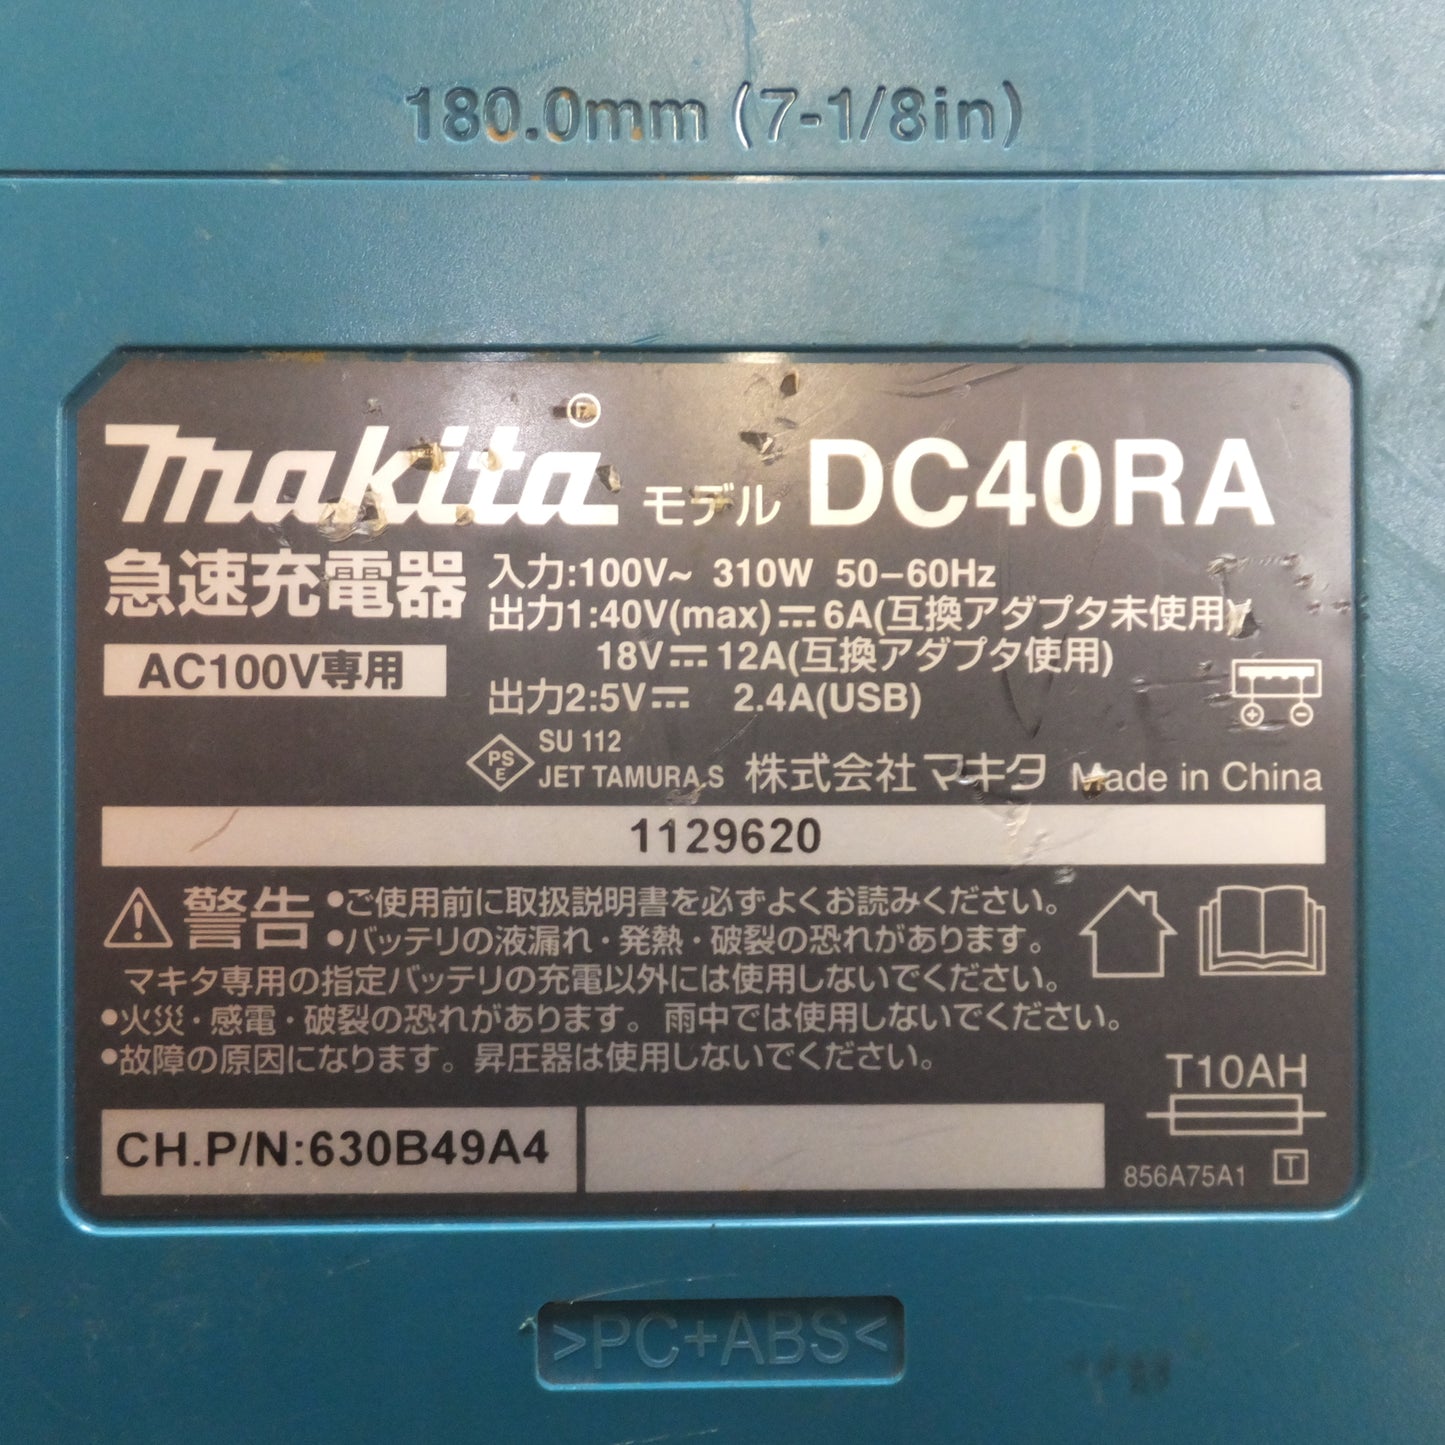 180.0mm (7-1/8in)
makita® モデル DC40RA
急速充電器
AC100V専用
入力:100V~ 310W 50-60Hz
出力1:40V(max)⎓6A(互換アダプタ未使用)
18V⎓12A(互換アダプタ使用)
出力2:5V⎓ 2.4A(USB)
PS
E
SU 112
JET TAMURA.S 株式会社マキタ Made in China
1129620
警告 •ご使用前に取扱説明書を必ずよくお読みください。
•バッテリの液漏れ・発熱・破裂の恐れがあります。
マキタ専用の指定バッテリの充電以外には使用しないでください。
•火災・感電・破裂の恐れがあります。雨中では使用しないでください。
•故障の原因になります。昇圧器は使用しないでください。
T10AH
CH.P/N:630B49A4
856A75A1 T
>PC+ABS<